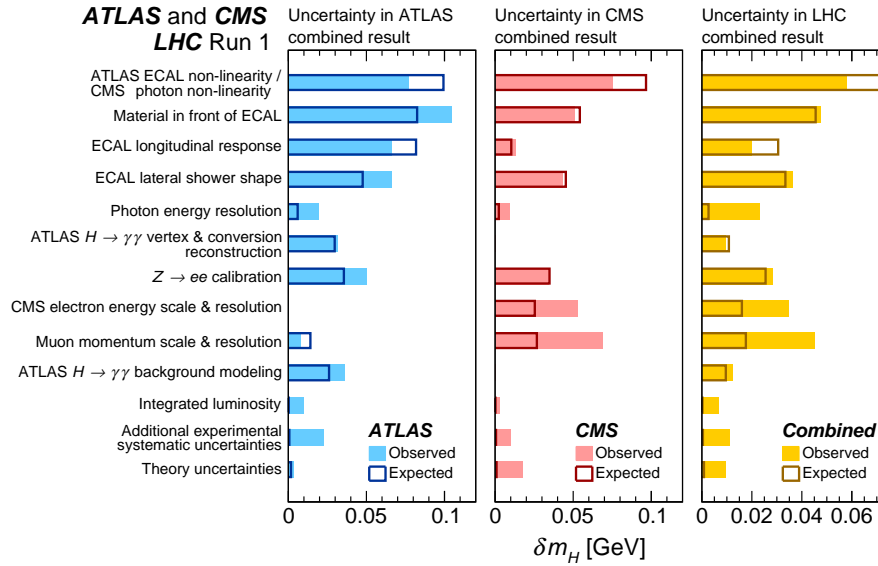 ATLAS and CMS
LHC Run 1
Uncertainty in ATLAS
combined result
Uncertainty in CMS
combined result
Uncertainty in LHC
combined result
ATLAS ECAL non-linearity /
CMS photon non-linearity
Material in front of ECAL
ECAL longitudinal response
ECAL lateral shower shape
Photon energy resolution
ATLAS H → γγ vertex & conversion
reconstruction
Z → ee calibration
CMS electron energy scale & resolution
Muon momentum scale & resolution
ATLAS H → γγ background modeling
Integrated luminosity
Additional experimental
systematic uncertainties
Theory uncertainties
ATLAS
Observed
Expected
CMS
Observed
Expected
Combined
Observed
Expected
0 0.05 0.1
0 0.05 0.1
0 0.02 0.04 0.06
δm_H [GeV]